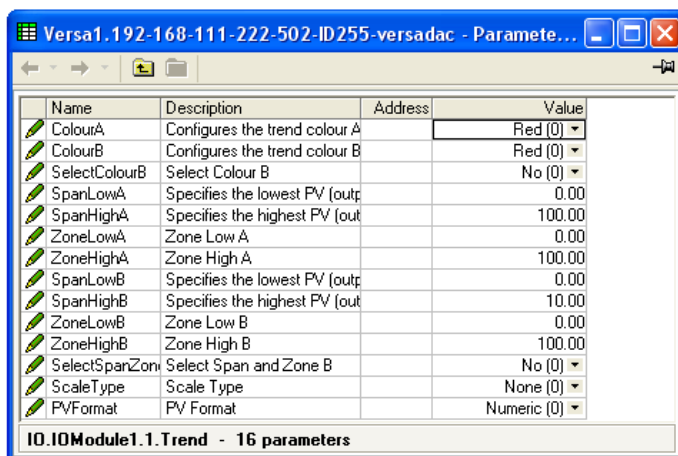 Versa1.192-168-111-222-502-ID255-versadac - Paramete...
Name Description Address Value
ColourA Configures the trend colour A Red (0)
ColourB Configures the trend colour B Red (0)
SelectColourB Select Colour B No (0)
SpanLowA Specifies the lowest PV (outp 0.00
SpanHighA Specifies the highest PV (out 100.00
ZoneLowA Zone Low A 0.00
ZoneHighA Zone High A 100.00
SpanLowB Specifies the lowest PV (outp 0.00
SpanHighB Specifies the highest PV (out 10.00
ZoneLowB Zone Low B 0.00
ZoneHighB Zone High B 100.00
SelectSpanZon Select Span and Zone B No (0)
ScaleType Scale Type None (0)
PVFormat PV Format Numeric (0)
IO.IOModule1.1.Trend - 16 parameters